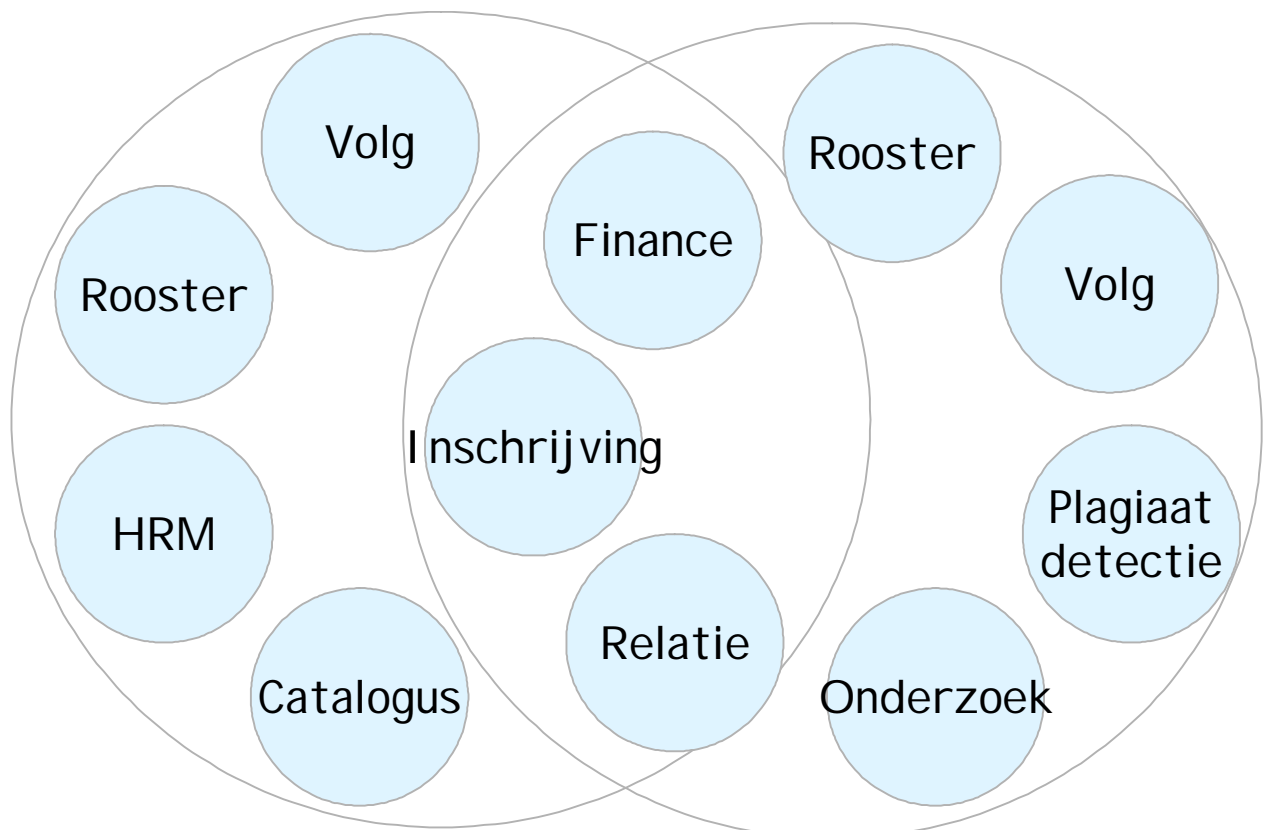 Volg
Rooster
HRM
Catalogus
Finance
Inschrijving
Relatie
Rooster
Volg
Plagiaat
detectie
Onderzoek